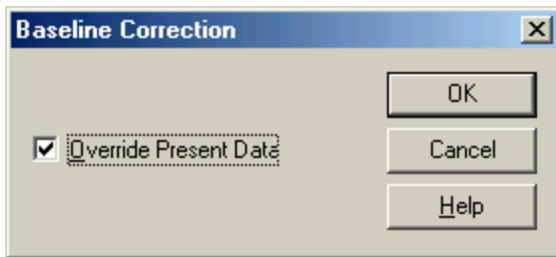 Baseline Correction
OK
Override Present Data
Cancel
Help